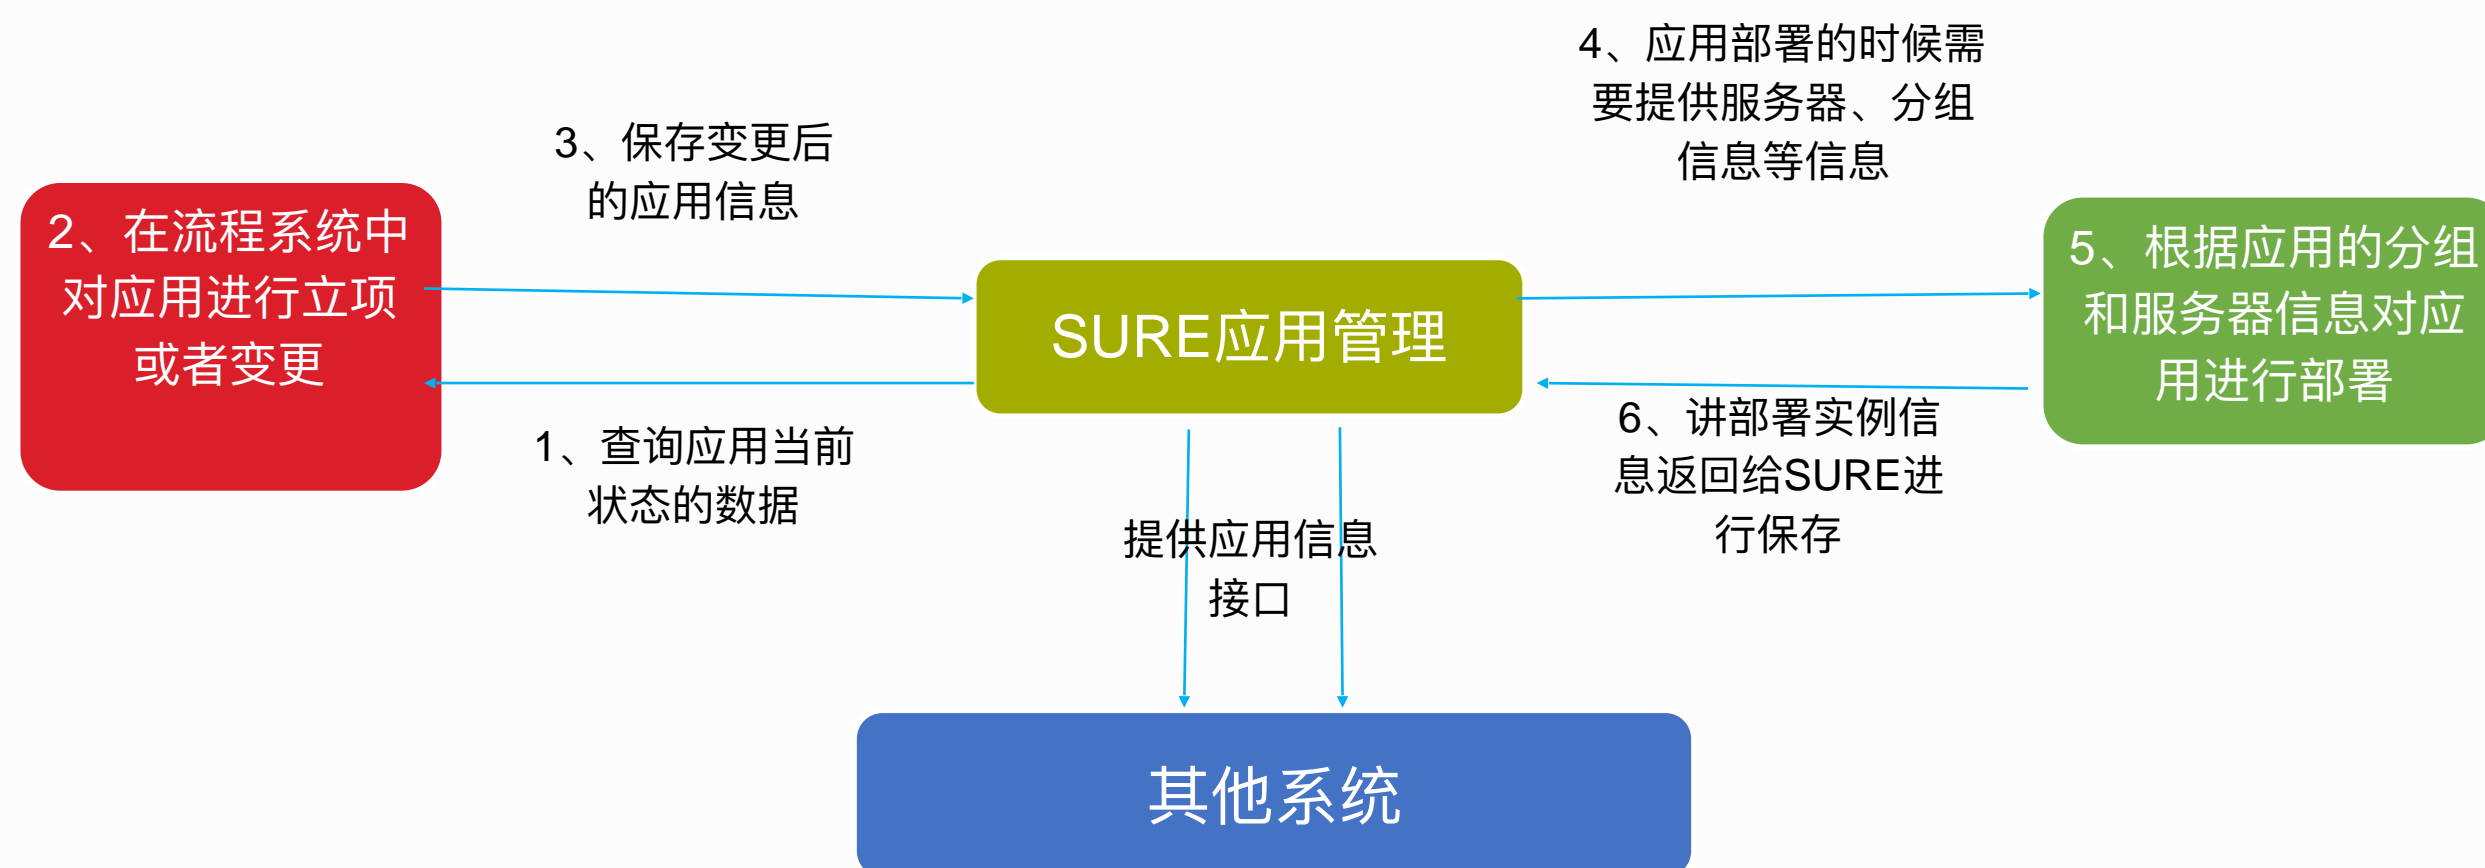 4、应用部署的时候需
要提供服务器、分组
信息等信息
3、保存变更后
的应用信息
2、在流程系统中
对应用进行立项
或者变更
5、根据应用的分组
和服务器信息对应
用进行部署
SURE应用管理
1、查询应用当前
状态的数据
6、讲部署实例信
息返回给SURE进
行保存
提供应用信息
接口
其他系统